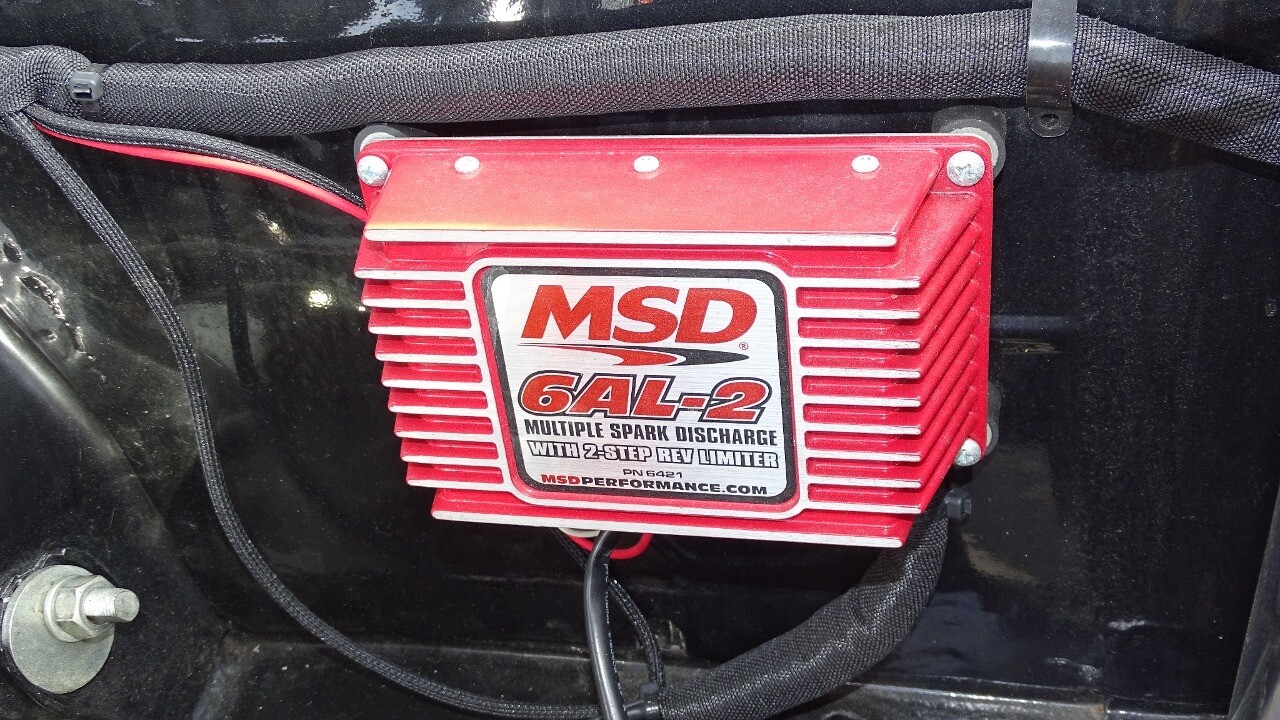 MSD®
6AL-2
MULTIPLE SPARK DISCHARGE
WITH 2-STEP REV LIMITER
PN 6421
MSDPERFORMANCE.COM